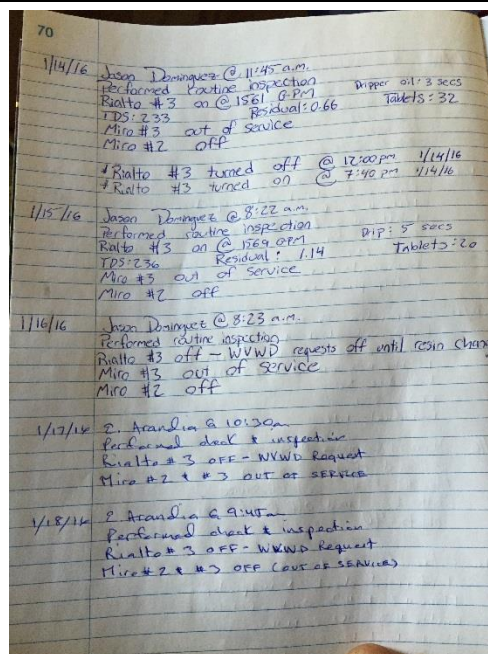 70
1/14/16 Jason Dominguez @ 11:45 a.m.
Performed routine inspection Dripper oil: 3 secs
Rialto #3 on @ 1561 GPM Tablets: 32
TDS: 233 Residual: 0.66
Miro #3 out of service
Miro #2 off
* Rialto #3 turned off @ 12:00pm 1/14/16
* Rialto #3 turned on @ 7:40 pm 1/14/16
1/15/16 Jason Dominguez @ 8:22 a.m.
Performed routine inspection Drip: 5 secs
Rialto #3 on @ 1569 GPM Tablets: 20
TDS: 236 Residual: 1.14
Miro #3 out of service
Miro #2 off
1/16/16 Jason Dominguez @ 8:23 a.m.
Performed routine inspection
Rialto #3 off - WVWD requests off until resin chang
Miro #3 out of service
Miro #2 off
1/17/16 E. Arandia @ 10:30am
Performed check & inspection
Rialto # 3 OFF - WVWD Request
Miro #2 & #3 OUT OF SERVICE
1/18/16 E Arandia @ 9:45am
Performed check & inspection
Rialto # 3 OFF - WVWD Request
Miro # 2 & #3 OFF (OUT OF SERVICE)